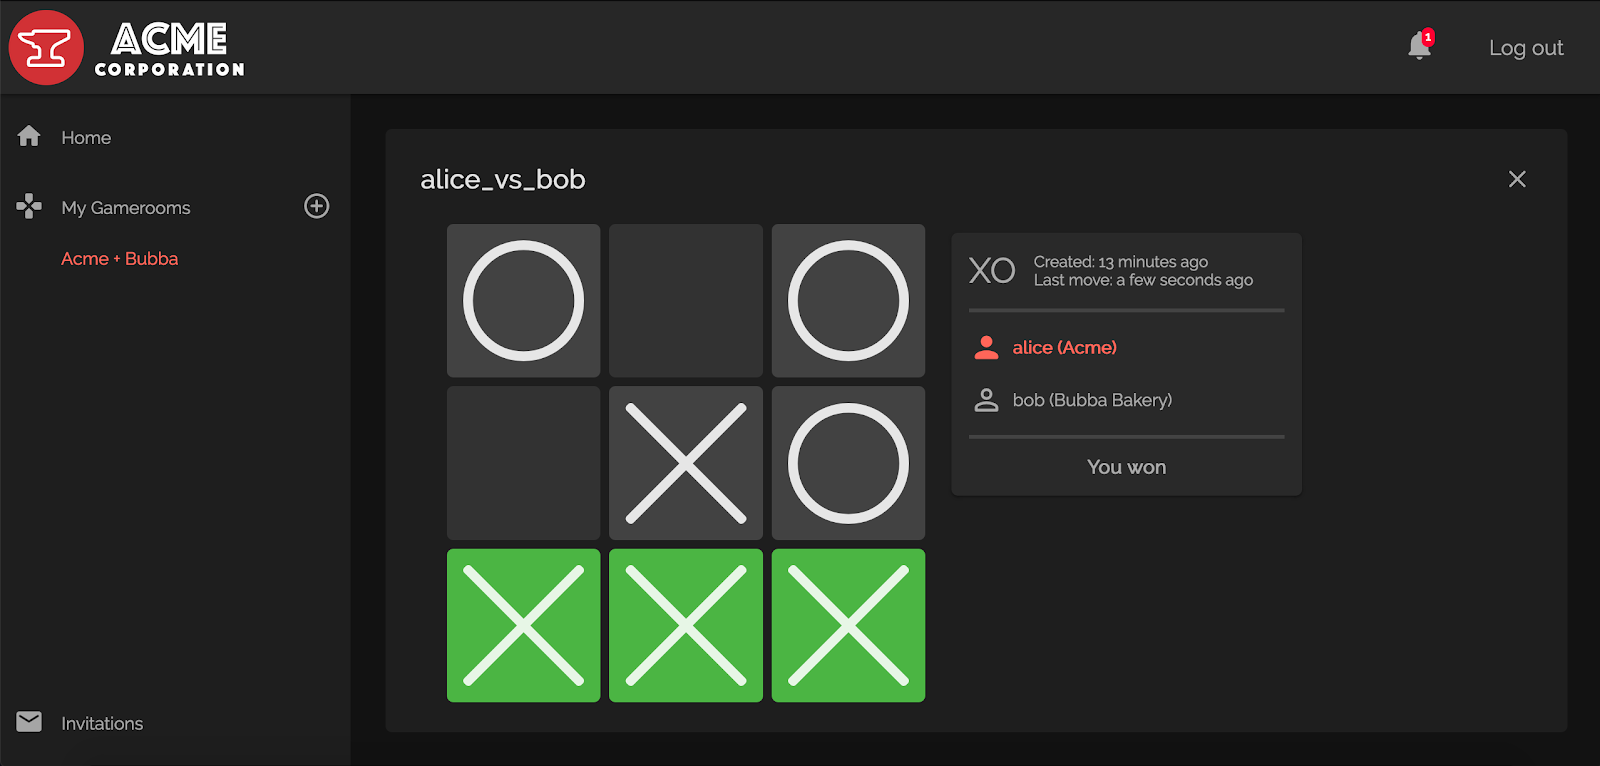 ACME
CORPORATION
1
Log out
Home
My Gamerooms
Acme + Bubba
Invitations
alice_vs_bob
XO
Created: 13 minutes ago
Last move: a few seconds ago
alice (Acme)
bob (Bubba Bakery)
You won